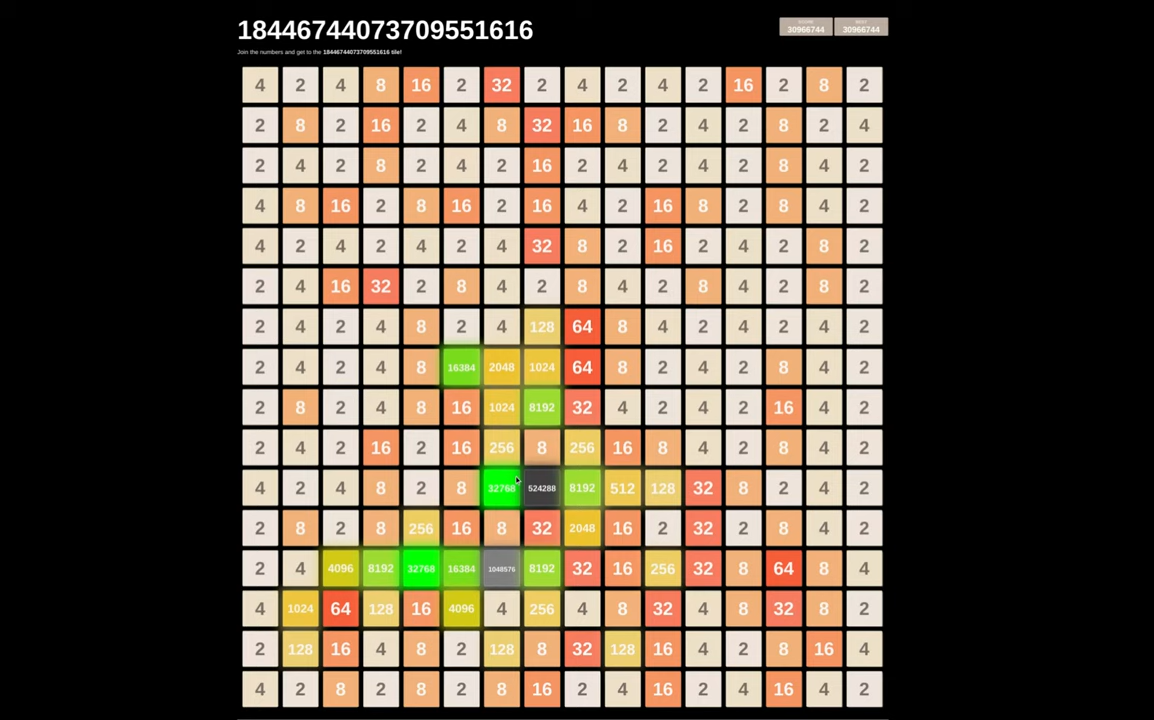 18446744073709551616
SCORE
30966744
BEST
30966744
Join the numbers and get to the 18446744073709551616 tile!
4 2 4 8 16 2 32 2 4 2 4 2 16 2 8 2
2 8 2 16 2 4 8 32 16 8 2 4 2 8 2 4
2 4 2 8 2 4 2 16 2 4 2 4 2 8 4 2
4 8 16 2 8 16 2 16 4 2 16 8 2 8 4 2
4 2 4 2 4 2 4 32 8 2 16 2 4 2 8 2
2 4 16 32 2 8 4 2 8 4 2 8 4 2 8 2
2 4 2 4 8 2 4 128 64 8 4 2 4 2 4 2
2 4 2 4 8 16384 2048 1024 64 8 2 4 2 8 4 2
2 8 2 4 8 16 1024 8192 32 4 2 4 2 16 4 2
2 4 2 16 2 16 256 8 256 16 8 4 2 8 4 2
4 2 4 8 2 8 32768 524288 8192 512 128 32 8 2 4 2
2 8 2 8 256 16 8 32 2048 16 2 32 2 8 4 2
2 4 4096 8192 32768 16384 1048576 8192 32 16 256 32 8 64 8 4
4 1024 64 128 16 4096 4 256 4 8 32 4 8 32 8 2
2 128 16 4 8 2 128 8 32 128 16 4 2 8 16 4
4 2 8 2 8 2 8 16 2 4 16 2 4 16 4 2